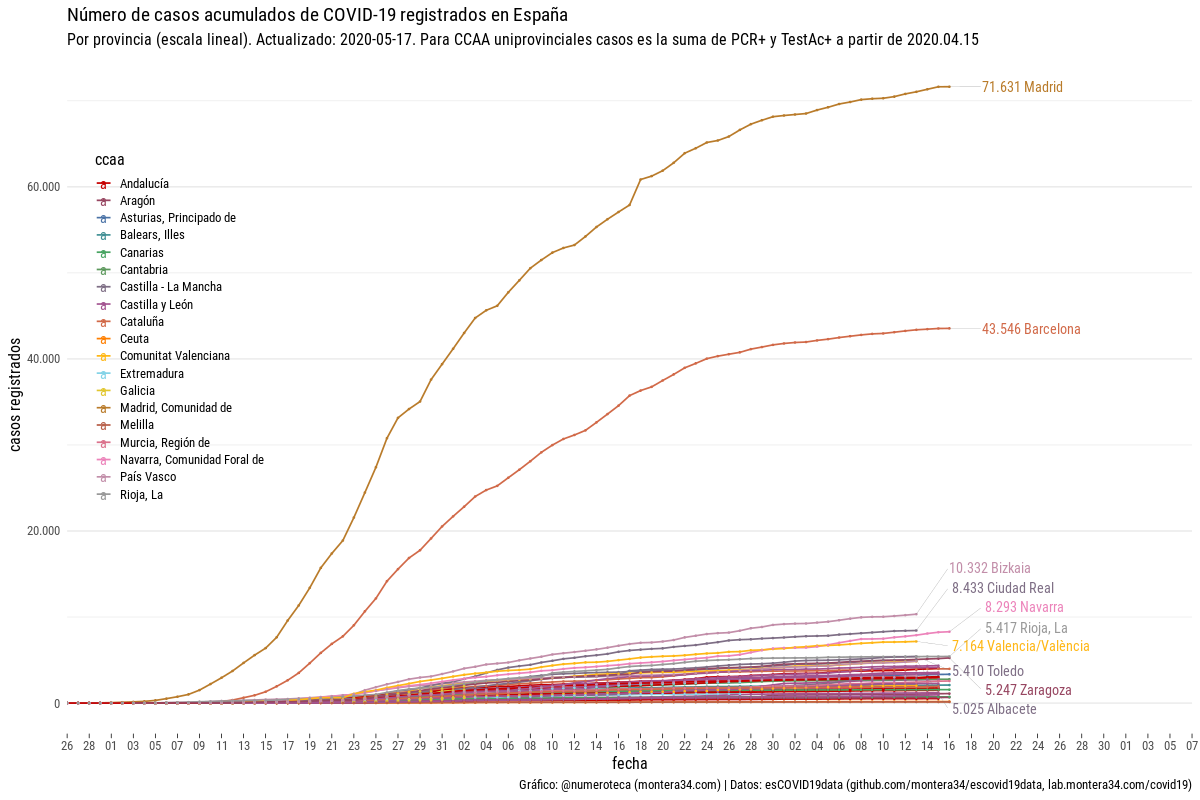 Número de casos acumulados de COVID-19 registrados en España
Por provincia (escala lineal). Actualizado: 2020-05-17. Para CCAA uniprovinciales casos es la suma de PCR+ y TestAc+ a partir de 2020.04.15
71.631 Madrid
ccaa
Andalucía
Aragón
Asturias, Principado de
Balears, Illes
Canarias
Cantabria
Castilla - La Mancha
Castilla y León
Cataluña
Ceuta
Comunitat Valenciana
Extremadura
Galicia
Madrid, Comunidad de
Melilla
Murcia, Región de
Navarra, Comunidad Foral de
País Vasco
Rioja, La
60.000
40.000
20.000
0
casos registrados
43.546 Barcelona
10.332 Bizkaia
8.433 Ciudad Real
8.293 Navarra
5.417 Rioja, La
7.164 Valencia/València
5.410 Toledo
5.247 Zaragoza
5.025 Albacete
26 28 01 03 05 07 09 11 13 15 17 19 21 23 25 27 29 31 02 04 06 08 10 12 14 16 18 20 22 24 26 28 30 02 04 06 08 10 12 14 16 18 20 22 24 26 28 30 01 03 05 07
fecha
Gráfico: @numeroteca (montera34.com) | Datos: esCOVID19data (github.com/montera34/escovid19data, lab.montera34.com/covid19)